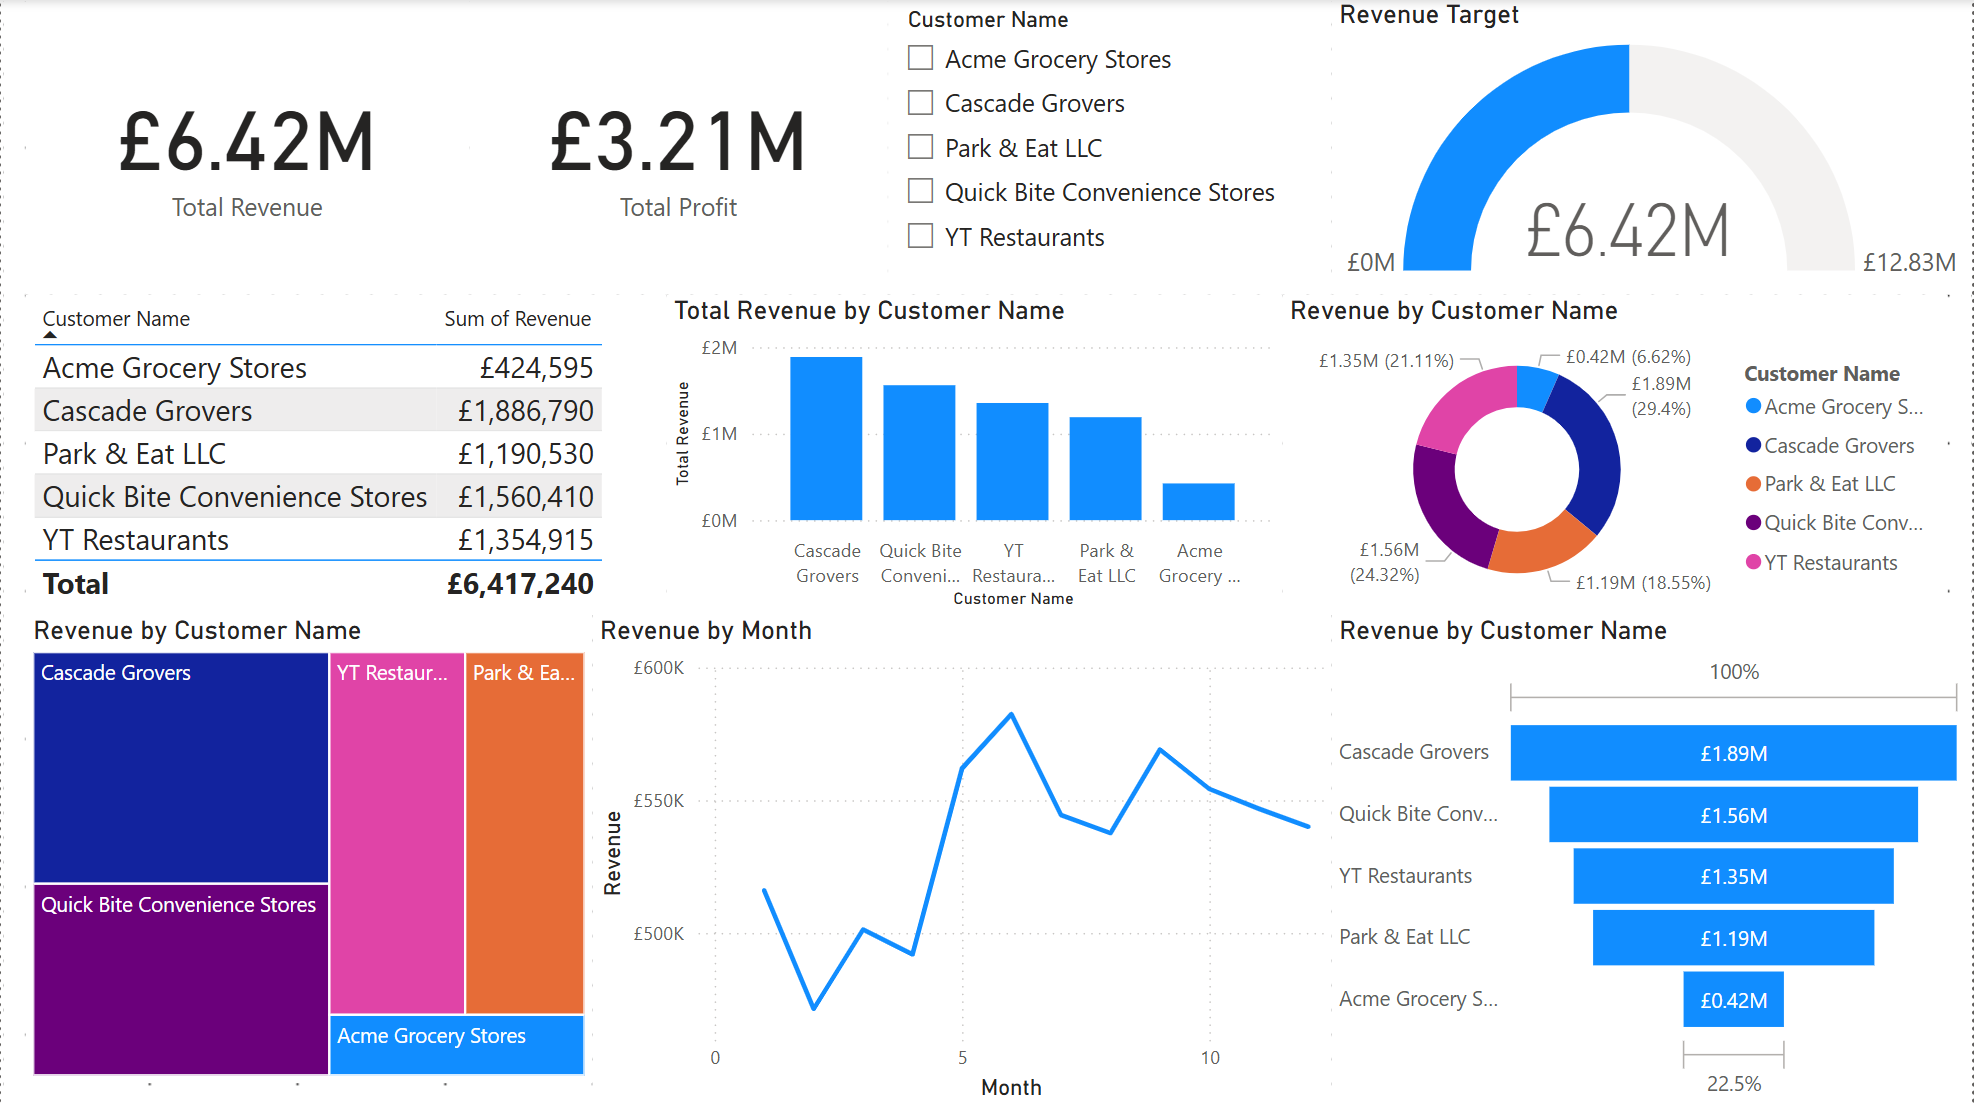 £6.42M
Total Revenue
£3.21M
Total Profit
Customer Name
Acme Grocery Stores
Cascade Grovers
Park & Eat LLC
Quick Bite Convenience Stores
YT Restaurants
Revenue Target
£6.42M
£0M
£12.83M
Customer Name Sum of Revenue
Acme Grocery Stores £424,595
Cascade Grovers £1,886,790
Park & Eat LLC £1,190,530
Quick Bite Convenience Stores £1,560,410
YT Restaurants £1,354,915
Total £6,417,240
Total Revenue by Customer Name
Total Revenue
£2M
£1M
£0M
Cascade
Grovers
Quick Bite
Conveni...
YT
Restaura...
Park &
Eat LLC
Acme
Grocery ...
Customer Name
Revenue by Customer Name
£1.35M (21.11%)
£0.42M (6.62%)
£1.89M
(29.4%)
£1.56M
(24.32%)
£1.19M (18.55%)
Customer Name
Acme Grocery S...
Cascade Grovers
Park & Eat LLC
Quick Bite Conv...
YT Restaurants
Revenue by Customer Name
Cascade Grovers
YT Restaur...
Park & Ea...
Quick Bite Convenience Stores
Acme Grocery Stores
Revenue by Month
Revenue
£600K
£550K
£500K
0 5 10
Month
Revenue by Customer Name
100%
Cascade Grovers £1.89M
Quick Bite Conv... £1.56M
YT Restaurants £1.35M
Park & Eat LLC £1.19M
Acme Grocery S... £0.42M
22.5%